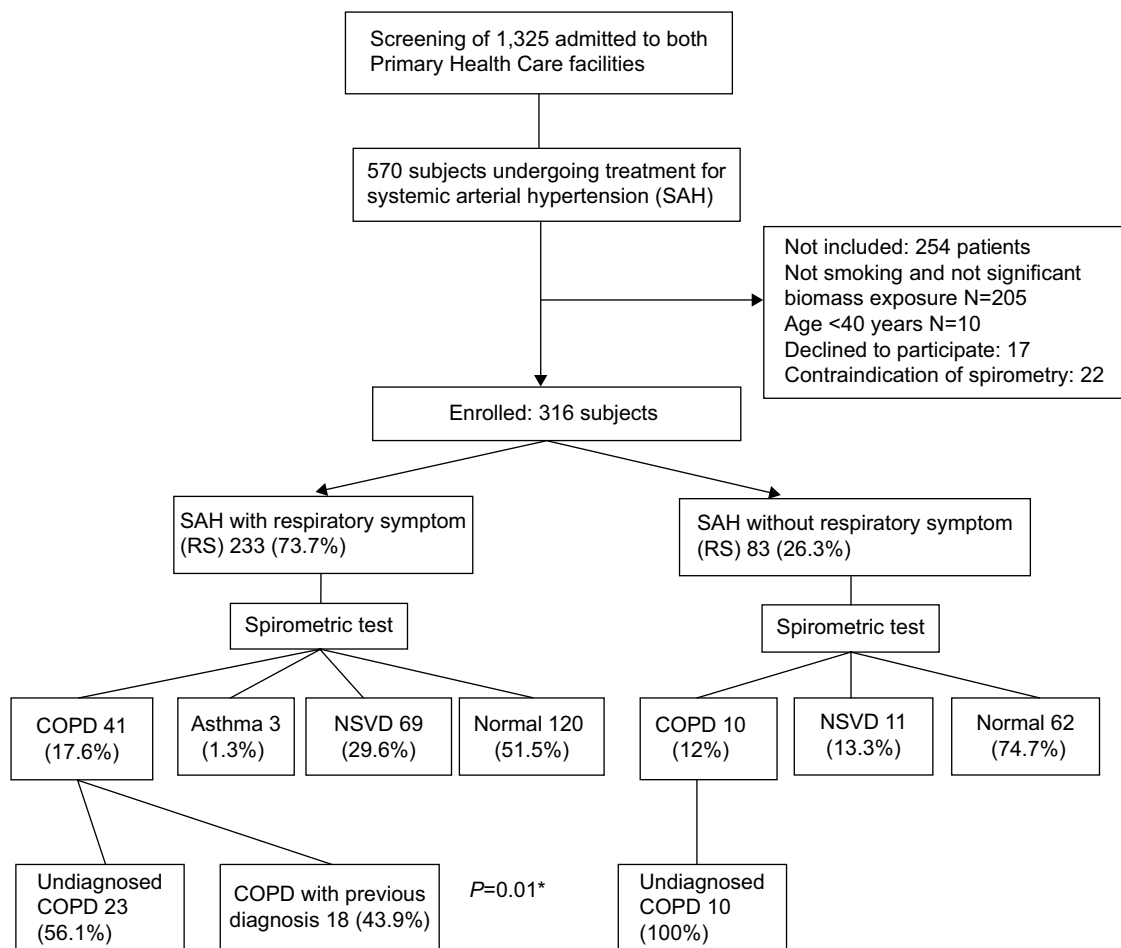 Screening of 1,325 admitted to both
Primary Health Care facilities
570 subjects undergoing treatment for
systemic arterial hypertension (SAH)
Not included: 254 patients
Not smoking and not significant
biomass exposure N=205
Age <40 years N=10
Declined to participate: 17
Contraindication of spirometry: 22
Enrolled: 316 subjects
SAH with respiratory symptom
(RS) 233 (73.7%)
SAH without respiratory symptom
(RS) 83 (26.3%)
Spirometric test
Spirometric test
COPD 41
(17.6%)
Asthma 3
(1.3%)
NSVD 69
(29.6%)
Normal 120
(51.5%)
COPD 10
(12%)
NSVD 11
(13.3%)
Normal 62
(74.7%)
Undiagnosed
COPD 23
(56.1%)
COPD with previous
diagnosis 18 (43.9%)
P=0.01*
Undiagnosed
COPD 10
(100%)